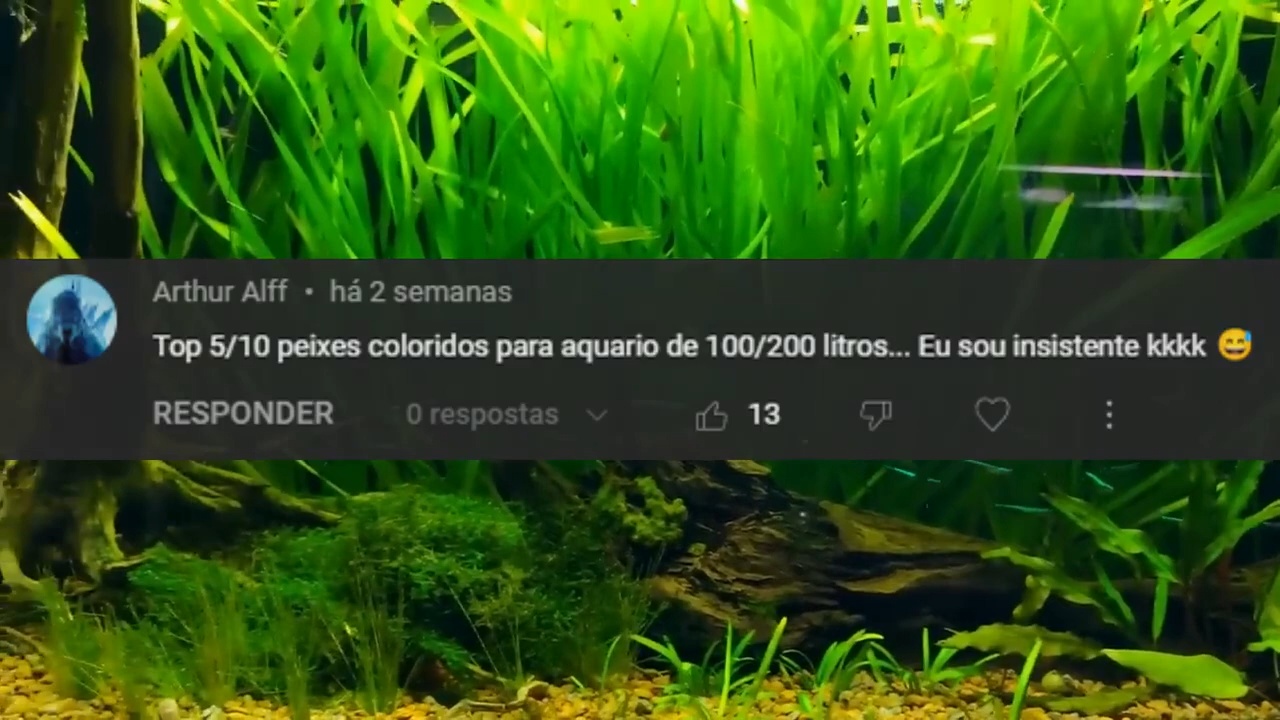 Arthur Alff • há 2 semanas
Top 5/10 peixes coloridos para aquario de 100/200 litros... Eu sou insistente kkkk 😅
RESPONDER 0 respostas 13